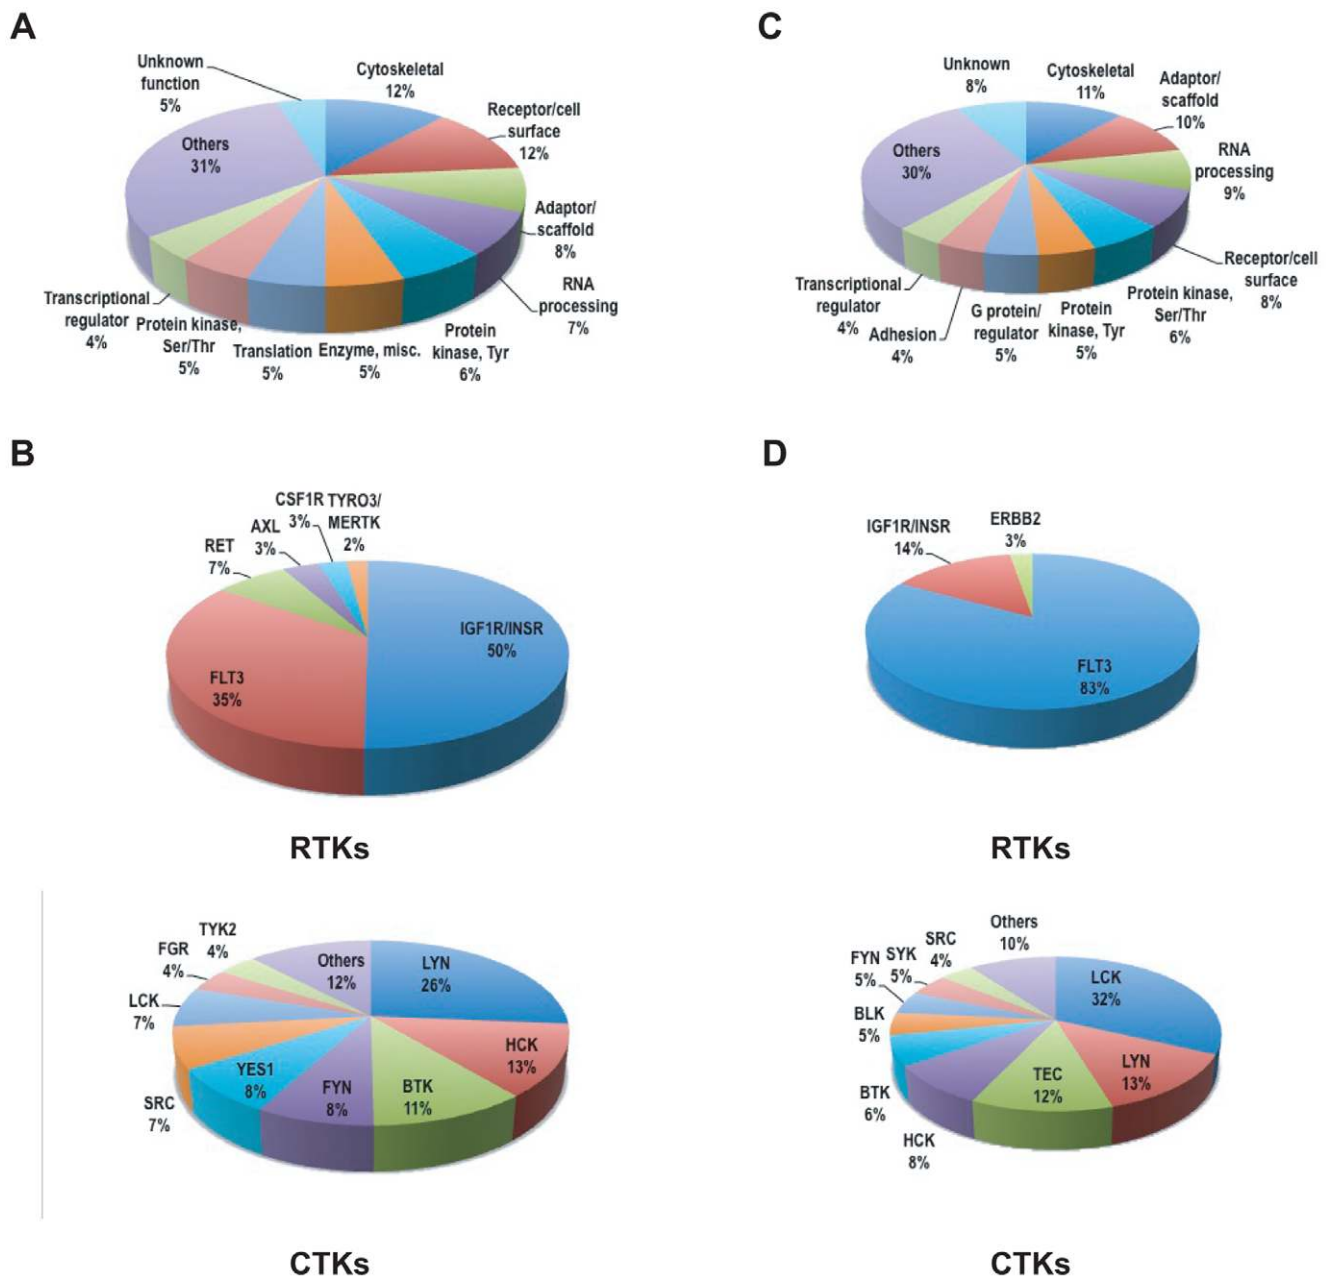 A
Unknown
function
5%
Cytoskeletal
12%
Receptor/cell
surface
12%
Others
31%
Adaptor/
scaffold
8%
RNA
processing
7%
Protein
kinase, Tyr
6%
Enzyme, misc.
5%
Translation
5%
Protein kinase,
Ser/Thr
5%
Transcriptional
regulator
4%
C
Unknown
8%
Cytoskeletal
11%
Adaptor/
scaffold
10%
Others
30%
RNA
processing
9%
Receptor/cell
surface
8%
Protein kinase,
Ser/Thr
6%
Protein
kinase, Tyr
5%
G protein/
regulator
5%
Adhesion
4%
Transcriptional
regulator
4%
B
CSF1R
3%
TYRO3/
MERTK
2%
AXL
3%
RET
7%
IGF1R/INSR
50%
FLT3
35%
RTKs
D
IGF1R/INSR
14%
ERBB2
3%
FLT3
83%
RTKs
TYK2
4%
FGR
4%
Others
12%
LYN
26%
LCK
7%
HCK
13%
YES1
8%
FYN
8%
BTK
11%
SRC
7%
CTKs
Others
10%
SRC
4%
SYK
5%
FYN
5%
LCK
32%
BLK
5%
LYN
13%
TEC
12%
BTK
6%
HCK
8%
CTKs